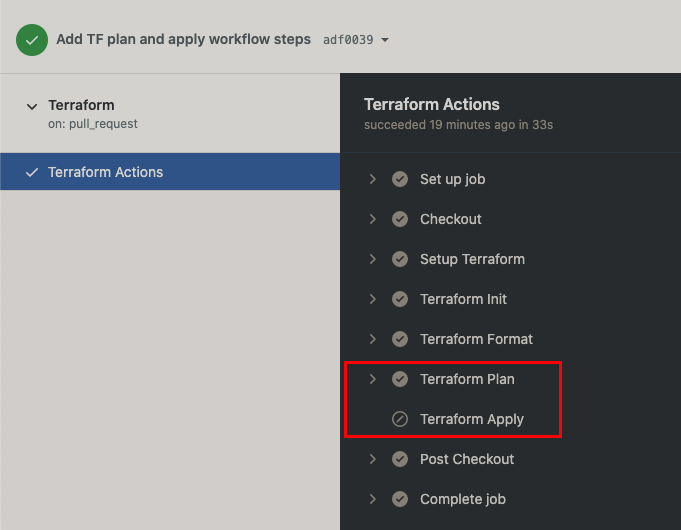 Add TF plan and apply workflow steps adf0039
Terraform
on: pull_request
Terraform Actions
Terraform Actions
succeeded 19 minutes ago in 33s
Set up job
Checkout
Setup Terraform
Terraform Init
Terraform Format
Terraform Plan
Terraform Apply
Post Checkout
Complete job